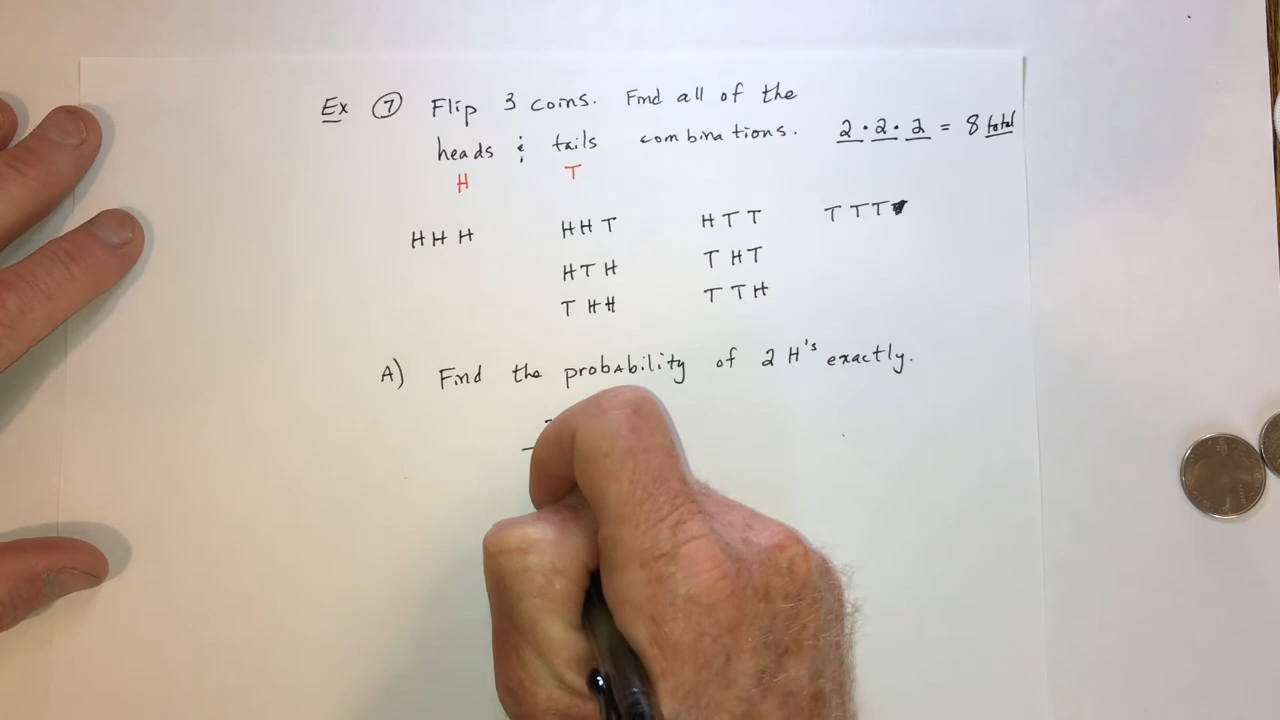 Ex ⑦ Flip 3 coins. Find all of the
heads & tails combinations. 2 · 2 · 2 = 8 total
H T
HHH HHT HTT TTT
HTH THT
THH TTH
A) Find the probability of 2 H's exactly.